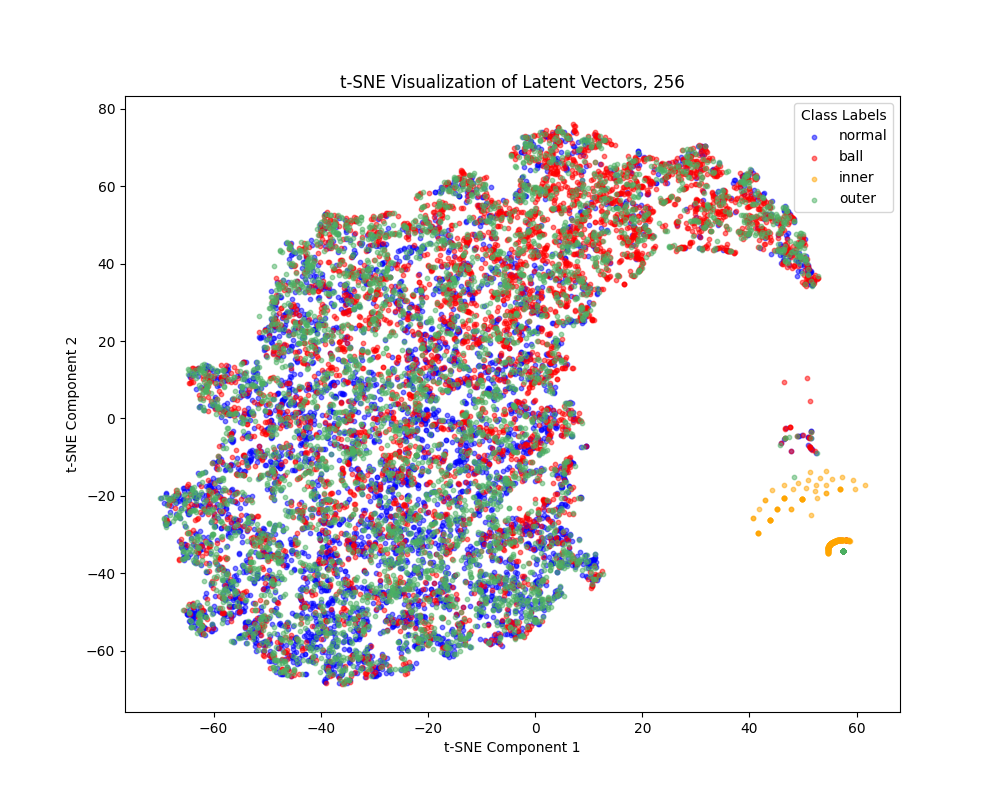 t-SNE Visualization of Latent Vectors, 256
80
60
40
20
0
−20
−40
−60
t-SNE Component 2
Class Labels
normal
ball
inner
outer
−60
−40
−20
0
20
40
60
t-SNE Component 1